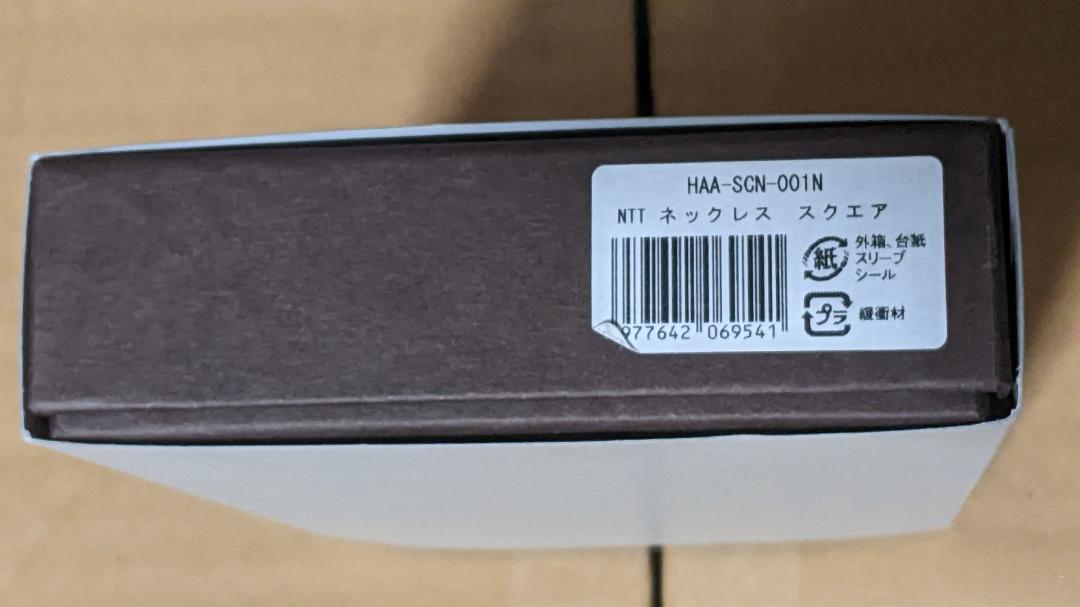 HAA-SCN-001N
NTT ネックレス スクエア
紙
外箱、台紙
スリーブ
シール
プラ
緩衝材
977642 069541